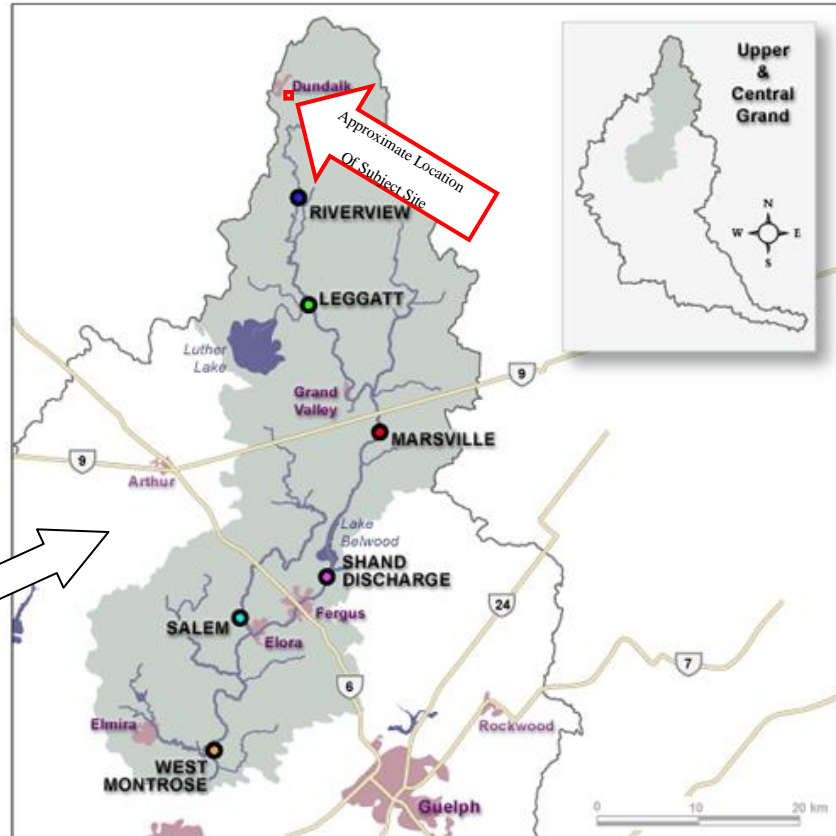 Dundalk
Approximate Location
Of Subject Site
Upper
&
Central
Grand
N
W E
S
RIVERVIEW
LEGGATT
Luther
Lake
Grand
Valley
9
MARSVILLE
9
Arthur
Lake
Belwood
SHAND
DISCHARGE
24
Fergus
SALEM
Elora
7
6
Elmira
Rockwood
WEST
MONTROSE
Guelph
0 10 20 km